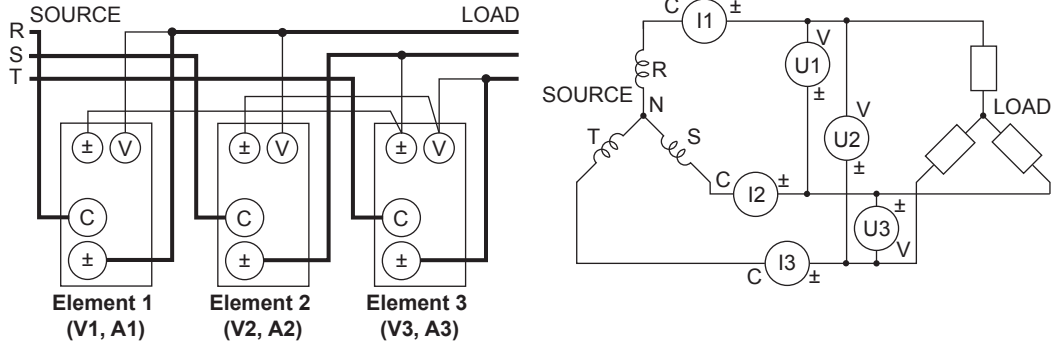 SOURCE LOAD
R
S
T
± V ± V ± V
C C C
± ± ±
Element 1 Element 2 Element 3
(V1, A1) (V2, A2) (V3, A3)
C I1 ±
V
U1
±
R
SOURCE N
LOAD
V
U2
±
T S
C I2 ±
±
U3
V
C I3 ±